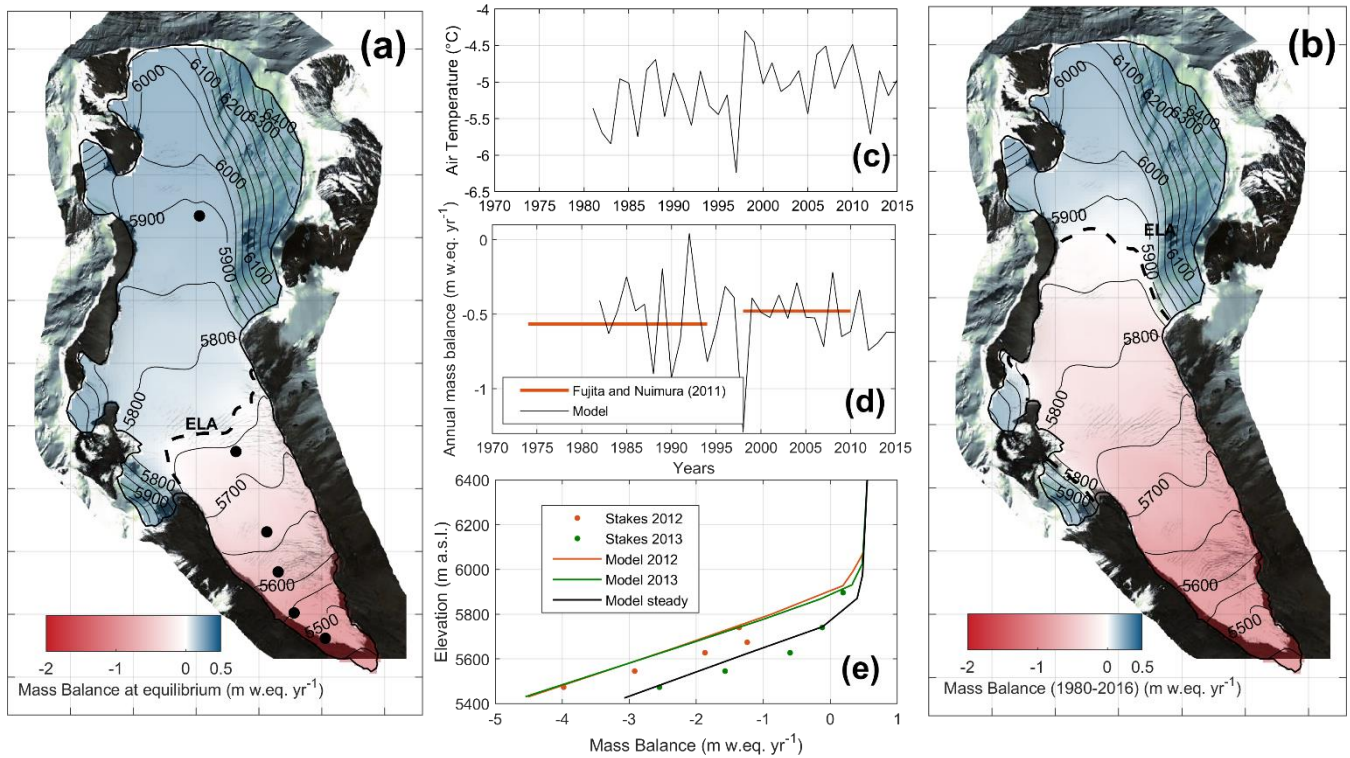 (a)
6000
6100
6200
6300
6400
6000
5900
5900
6100
5800
5800
ELA
5800
5900
5700
5600
5500
-2 -1 0 0.5
Mass Balance at equilibrium (m w.eq. yr-1)
-4
-4.5
-5
-5.5
-6
-6.5
Air Temperature (°C)
(c)
1970 1975 1980 1985 1990 1995 2000 2005 2010 2015
0
-0.5
-1
Annual mass balance (m w.eq. yr-1)
Fujita and Nuimura (2011)
Model
(d)
1970 1975 1980 1985 1990 1995 2000 2005 2010 2015
Years
6400
6200
6000
5800
5600
5400
Elevation (m a.s.l.)
Stakes 2012
Stakes 2013
Model 2012
Model 2013
Model steady
(e)
-5 -4 -3 -2 -1 0 1
Mass Balance (m w.eq. yr-1)
(b)
6000
6100
6200
6300
6400
6000
5900
ELA
5900
6100
5800
5800
5800
5900
5700
5600
5500
-2 -1 0 0.5
Mass Balance (1980-2016) (m w.eq. yr-1)